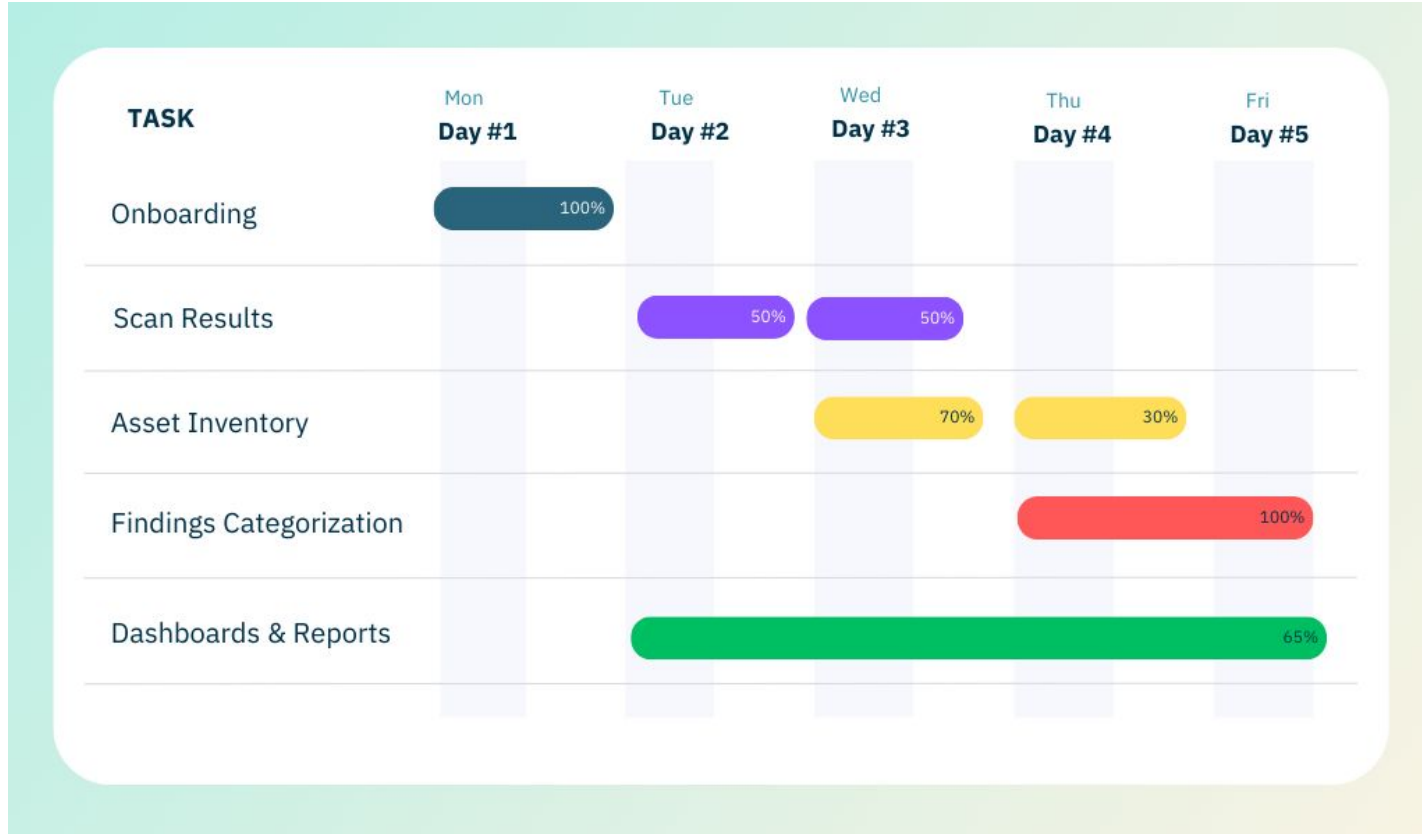 TASK
Mon
Day #1
Tue
Day #2
Wed
Day #3
Thu
Day #4
Fri
Day #5
Onboarding
100%
Scan Results
50%
50%
Asset Inventory
70%
30%
Findings Categorization
100%
Dashboards & Reports
65%